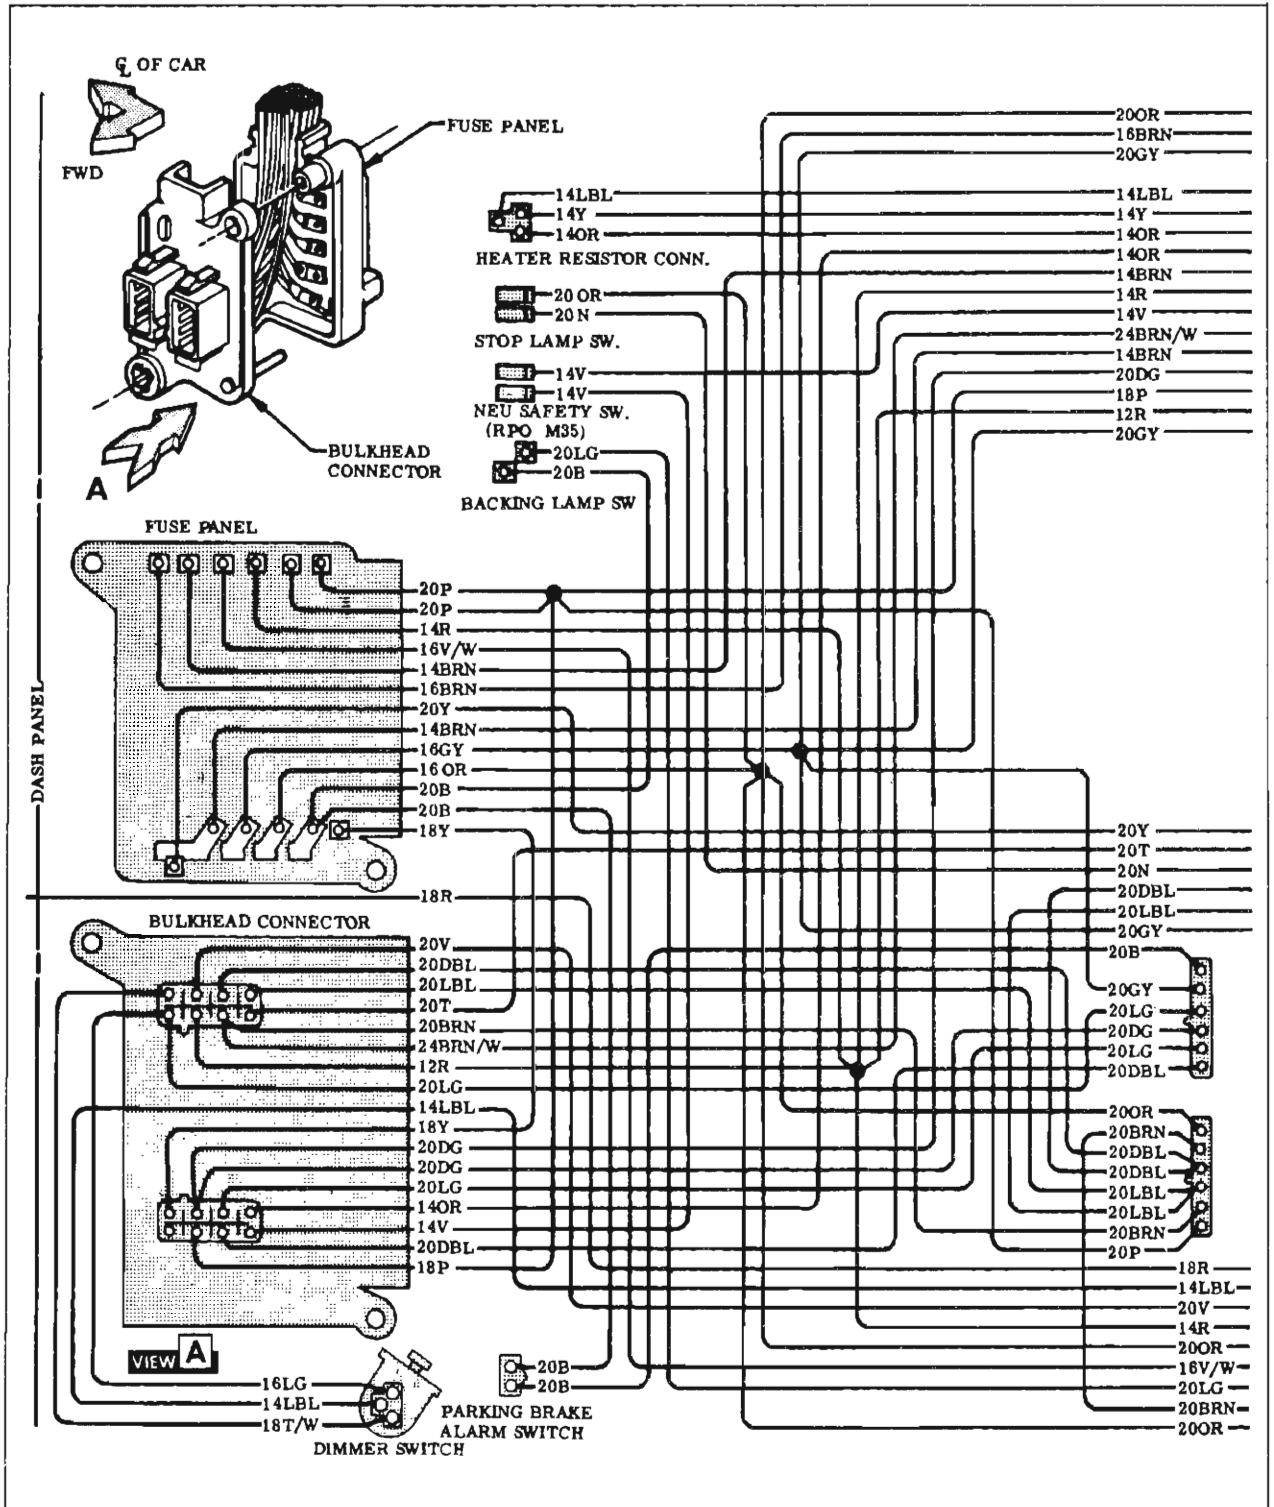 ℄ OF CAR
FWD
FUSE PANEL
BULKHEAD
CONNECTOR
A
14LBL
14Y
14OR
HEATER RESISTOR CONN.
20 OR
20 N
STOP LAMP SW.
14V
14V
NEU SAFETY SW.
(RPO M35)
20LG
20B
BACKING LAMP SW
20OR
16BRN
20GY
14LBL
14Y
14OR
14OR
14BRN
14R
14V
24BRN/W
14BRN
20DG
18P
12R
20GY
DASH PANEL
FUSE PANEL
20P
20P
14R
16V/W
14BRN
16BRN
20Y
14BRN
16GY
16 OR
20B
20B
18Y
18R
BULKHEAD CONNECTOR
20V
20DBL
20LBL
20T
20BRN
24BRN/W
12R
20LG
14LBL
18Y
20DG
20DG
20LG
14OR
14V
20DBL
18P
VIEW A
20Y
20T
20N
20DBL
20LBL
20GY
20B
20GY
20LG
20DG
20LG
20DBL
20OR
20BRN
20DBL
20DBL
20LBL
20LBL
20BRN
20P
18R
14LBL
20V
14R
20OR
16V/W
20LG
20BRN
20OR
16LG
14LBL
18T/W
DIMMER SWITCH
20B
20B
PARKING BRAKE
ALARM SWITCH